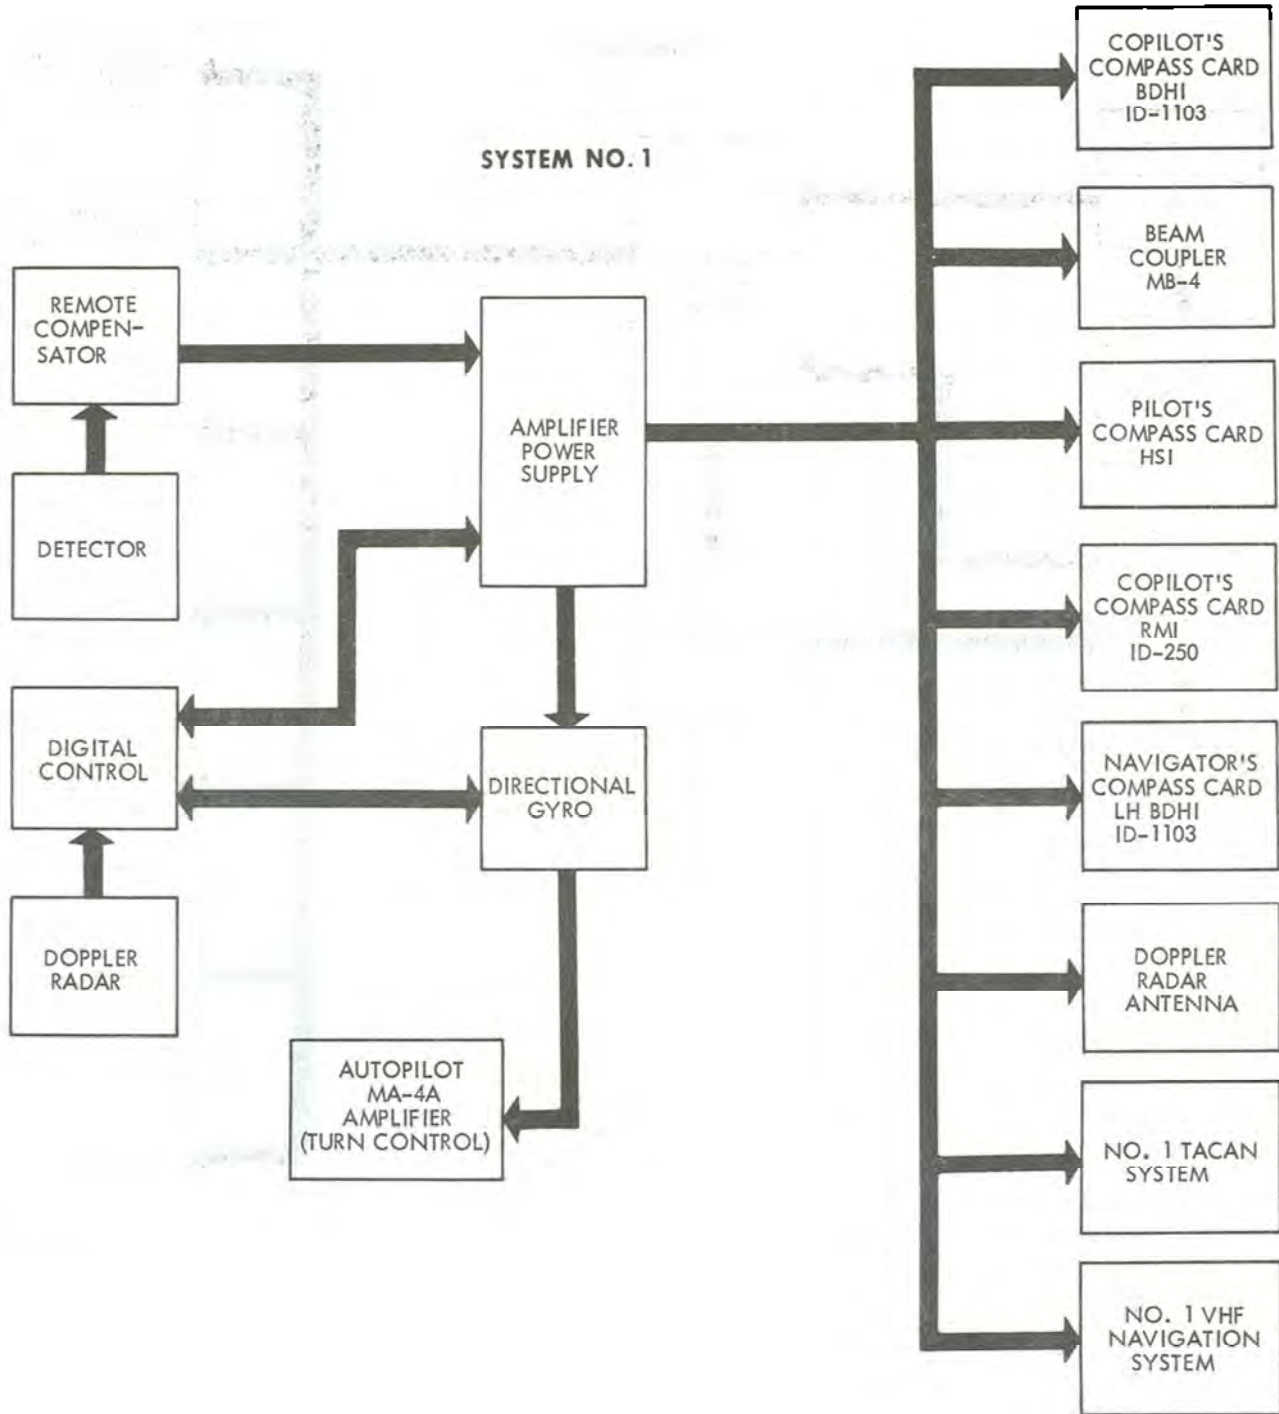 SYSTEM NO. 1
REMOTE
COMPEN-
SATOR
DETECTOR
DIGITAL
CONTROL
DOPPLER
RADAR
AMPLIFIER
POWER
SUPPLY
DIRECTIONAL
GYRO
AUTOPILOT
MA-4A
AMPLIFIER
(TURN CONTROL)
COPILOT'S
COMPASS CARD
BDHI
ID-1103
BEAM
COUPLER
MB-4
PILOT'S
COMPASS CARD
HSI
COPILOT'S
COMPASS CARD
RMI
ID-250
NAVIGATOR'S
COMPASS CARD
LH BDHI
ID-1103
DOPPLER
RADAR
ANTENNA
NO. 1 TACAN
SYSTEM
NO. 1 VHF
NAVIGATION
SYSTEM